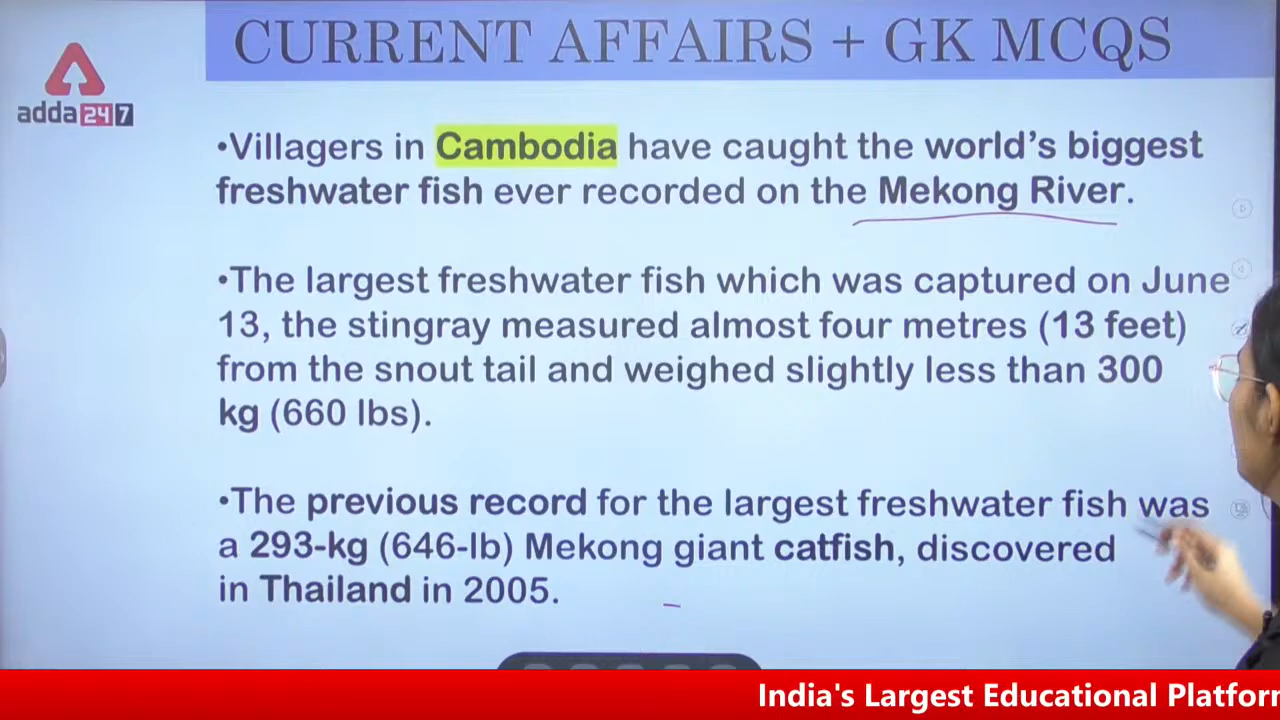 CURRENT AFFAIRS + GK MCQS
adda247
•Villagers in Cambodia have caught the world's biggest
freshwater fish ever recorded on the Mekong River.
•The largest freshwater fish which was captured on June
13, the stingray measured almost four metres (13 feet)
from the snout tail and weighed slightly less than 300
kg (660 lbs).
•The previous record for the largest freshwater fish was
a 293-kg (646-lb) Mekong giant catfish, discovered
in Thailand in 2005.
India's Largest Educational Platform